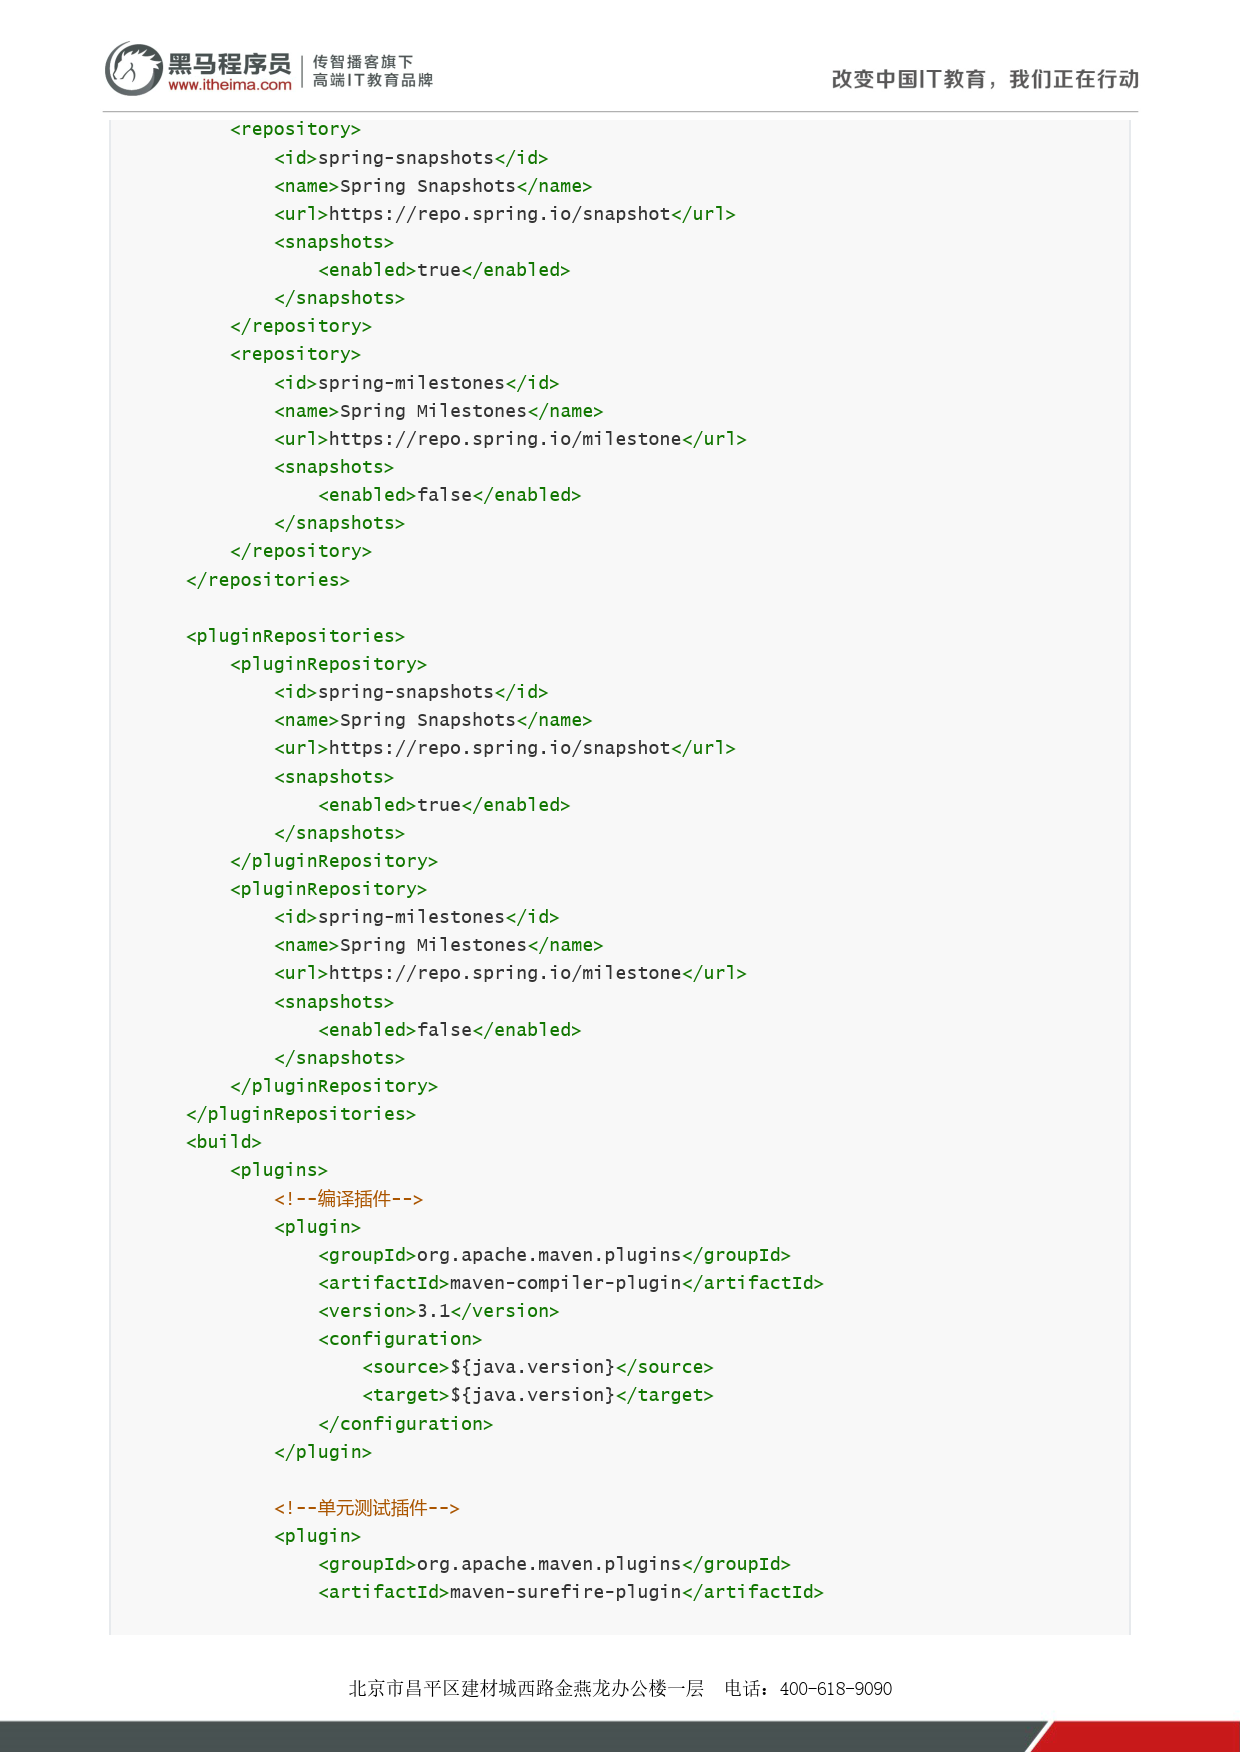 黑马程序员
www.itheima.com
传智播客旗下
高端IT教育品牌
改变中国IT教育，我们正在行动
<repository>
<id>spring-snapshots</id>
<name>Spring Snapshots</name>
<url>https://repo.spring.io/snapshot</url>
<snapshots>
<enabled>true</enabled>
</snapshots>
</repository>
<repository>
<id>spring-milestones</id>
<name>Spring Milestones</name>
<url>https://repo.spring.io/milestone</url>
<snapshots>
<enabled>false</enabled>
</snapshots>
</repository>
</repositories>
<pluginRepositories>
<pluginRepository>
<id>spring-snapshots</id>
<name>Spring Snapshots</name>
<url>https://repo.spring.io/snapshot</url>
<snapshots>
<enabled>true</enabled>
</snapshots>
</pluginRepository>
<pluginRepository>
<id>spring-milestones</id>
<name>Spring Milestones</name>
<url>https://repo.spring.io/milestone</url>
<snapshots>
<enabled>false</enabled>
</snapshots>
</pluginRepository>
</pluginRepositories>
<build>
<plugins>
<!--编译插件-->
<plugin>
<groupId>org.apache.maven.plugins</groupId>
<artifactId>maven-compiler-plugin</artifactId>
<version>3.1</version>
<configuration>
<source>${java.version}</source>
<target>${java.version}</target>
</configuration>
</plugin>
<!--单元测试插件-->
<plugin>
<groupId>org.apache.maven.plugins</groupId>
<artifactId>maven-surefire-plugin</artifactId>
北京市昌平区建材城西路金燕龙办公楼一层 电话：400-618-9090